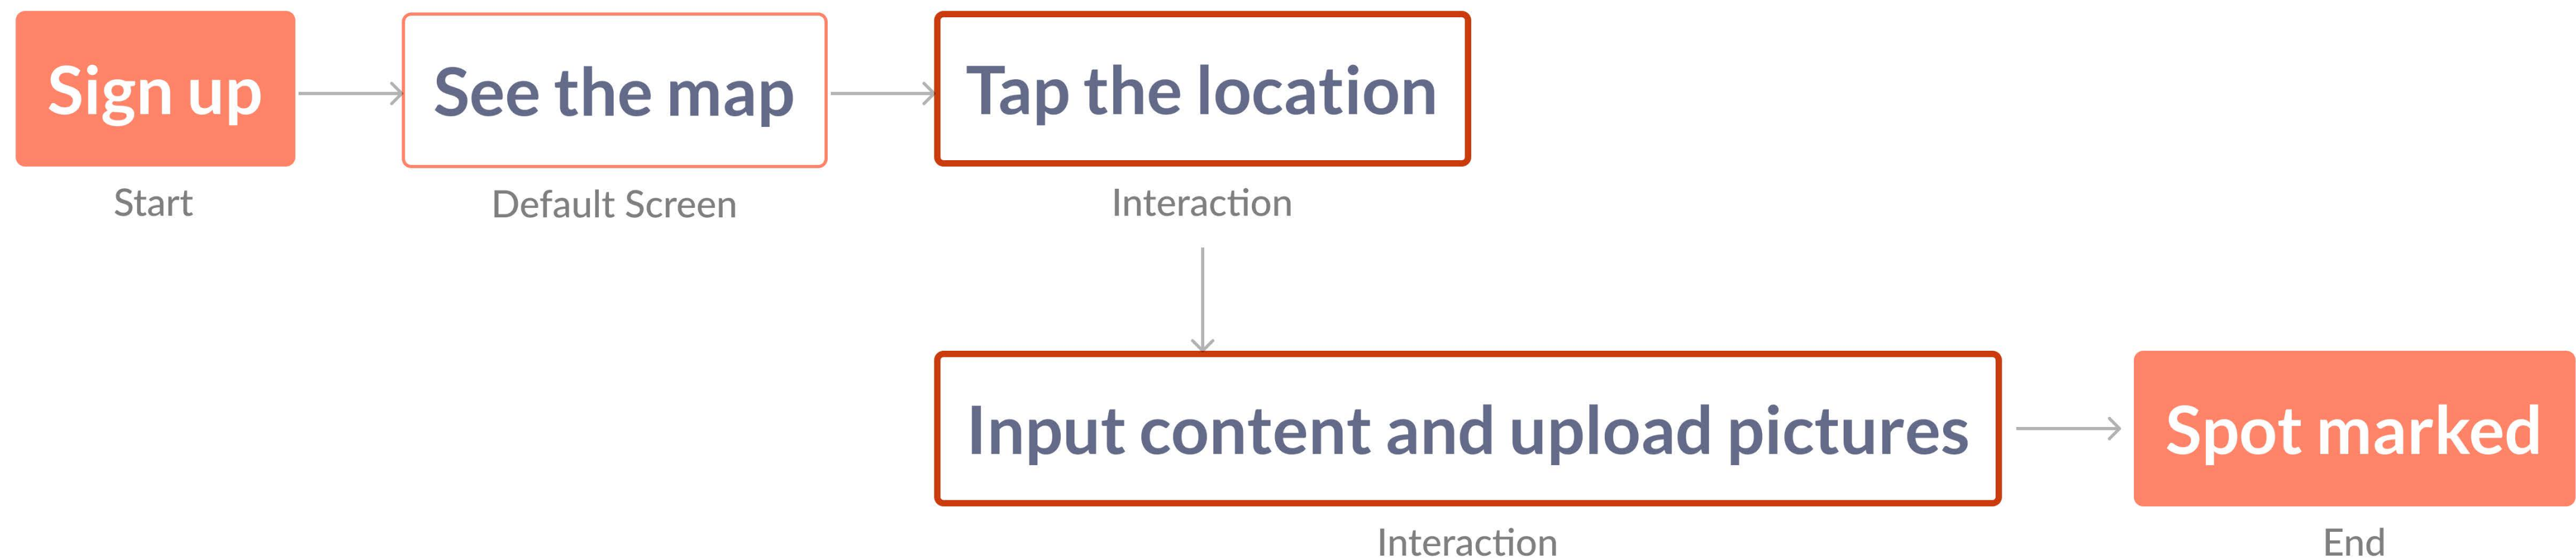 Sign up
Start
See the map
Default Screen
Tap the location
Interaction
Input content and upload pictures
Interaction
Spot marked
End